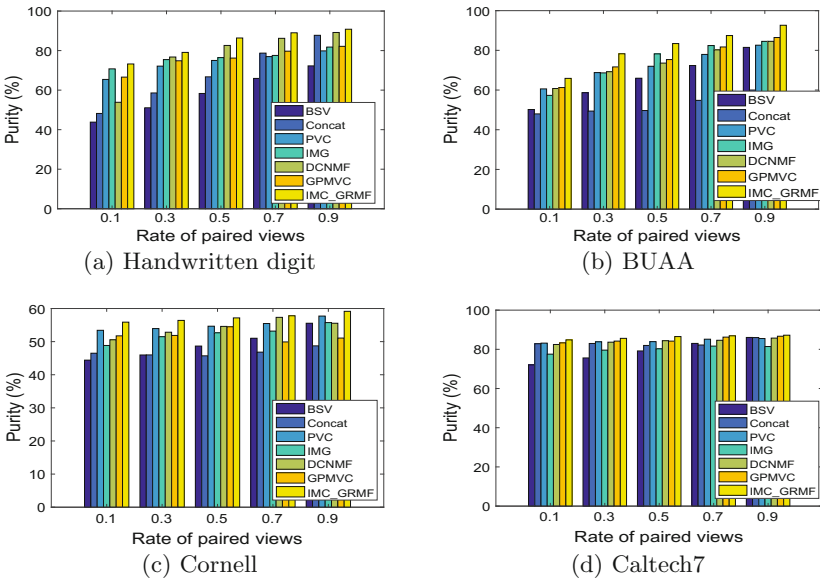 100
80
60
40
20
0
Purity (%)
BSV
Concat
PVC
IMG
DCNMF
GPMVC
IMC_GRMF
0.1 0.3 0.5 0.7 0.9
Rate of paired views
(a) Handwritten digit
100
80
60
40
20
0
Purity (%)
BSV
Concat
PVC
IMG
DCNMF
GPMVC
IMC_GRMF
0.1 0.3 0.5 0.7 0.9
Rate of paired views
(b) BUAA
60
50
40
30
20
10
0
Purity (%)
BSV
Concat
PVC
IMG
DCNMF
GPMVC
IMC_GRMF
0.1 0.3 0.5 0.7 0.9
Rate of paired views
(c) Cornell
100
80
60
40
20
0
Purity (%)
BSV
Concat
PVC
IMG
DCNMF
GPMVC
IMC_GRMF
0.1 0.3 0.5 0.7 0.9
Rate of paired views
(d) Caltech7